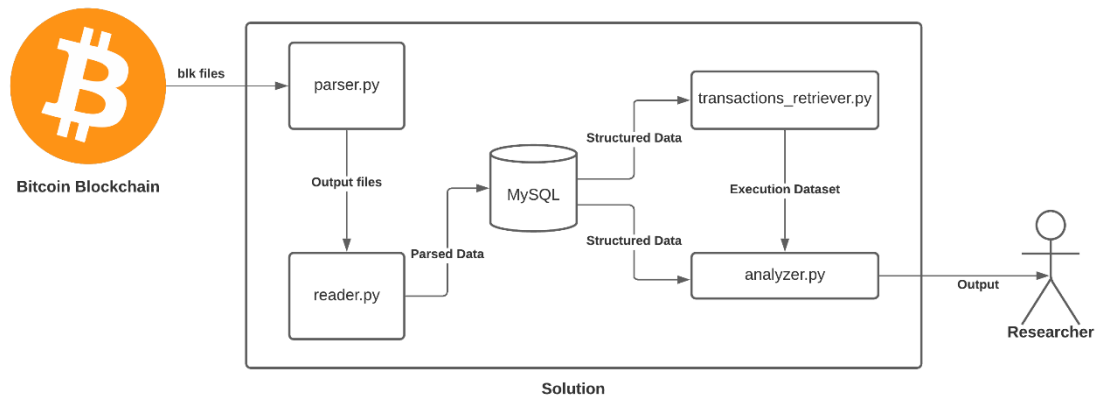 blk files
parser.py
transactions_retriever.py
Structured Data
Bitcoin Blockchain
Output files
MySQL
Execution Dataset
Parsed Data
Structured Data
reader.py
analyzer.py
Output
Researcher
Solution